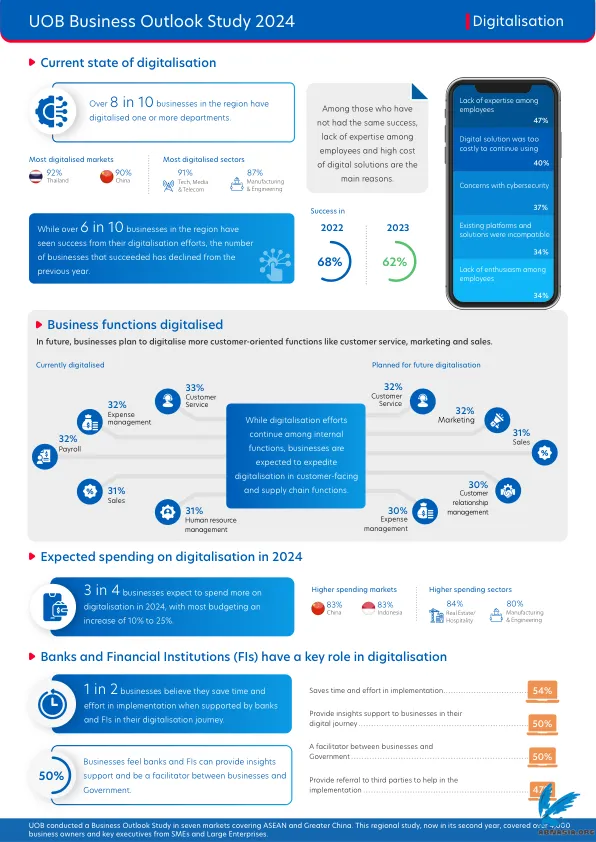 UOB Business Outlook Study 2024
Digitalisation
Current state of digitalisation
Over 8 in 10 businesses in the region have
digitalised one or more departments.
Most digitalised markets
92%
Thailand
90%
China
Most digitalised sectors
91%
Tech, Media
& Telecom
87%
Manufacturing
& Engineering
While over 6 in 10 businesses in the region have
seen success from their digitalisation efforts, the number
of businesses that succeeded has declined from the
previous year.
Among those who have
not had the same success,
lack of expertise among
employees and high cost
of digital solutions are the
main reasons.
Success in
2022
68%
2023
62%
Lack of expertise among
employees
47%
Digital solution was too
costly to continue using
40%
Concerns with cybersecurity
37%
Existing platforms and
solutions were incompatible
34%
Lack of enthusiasm among
employees
34%
Business functions digitalised
In future, businesses plan to digitalise more customer-oriented functions like customer service, marketing and sales.
Currently digitalised
33%
Customer
Service
32%
Expense
management
32%
Payroll
31%
Sales
31%
Human resource
management
While digitalisation efforts
continue among internal
functions, businesses are
expected to expedite
digitalisation in customer-facing
and supply chain functions.
Planned for future digitalisation
32%
Customer
Service
32%
Marketing
31%
Sales
30%
Customer
relationship
management
30%
Expense
management
Expected spending on digitalisation in 2024
3 in 4 businesses expect to spend more on
digitalisation in 2024, with most budgeting an
increase of 10% to 25%.
Higher spending markets
83%
China
83%
Indonesia
Higher spending sectors
84%
Real Estate/
Hospitality
80%
Manufacturing
& Engineering
Banks and Financial Institutions (FIs) have a key role in digitalisation
1 in 2 businesses believe they save time and
effort in implementation when supported by banks
and FIs in their digitalisation journey.
50%
Businesses feel banks and FIs can provide insights
support and be a facilitator between businesses and
Government.
Saves time and effort in implementation
54%
Provide insights support to businesses in their
digital journey
50%
A facilitator between businesses and
Government
50%
Provide referral to third parties to help in the
implementation
47%
UOB conducted a Business Outlook Study in seven markets covering ASEAN and Greater China. This regional study, now in its second year, covered over 4,000
business owners and key executives from SMEs and Large Enterprises.